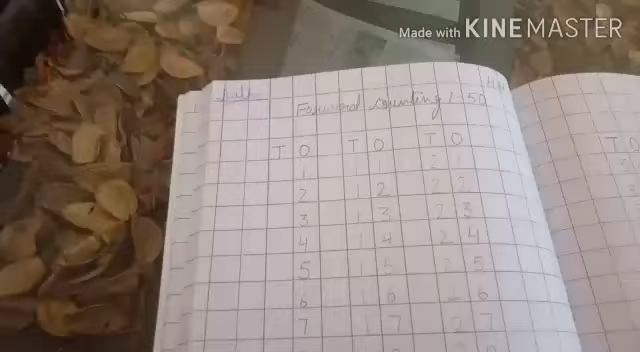 Made with KINEMASTER
Forward counting 1-50
T O T O T O T O
1 1 1 2 1
2 1 2 2 2
3 1 3 2 3
4 1 4 2 4
5 1 5 2 5
6 1 6 2 6
7 1 7 2 7